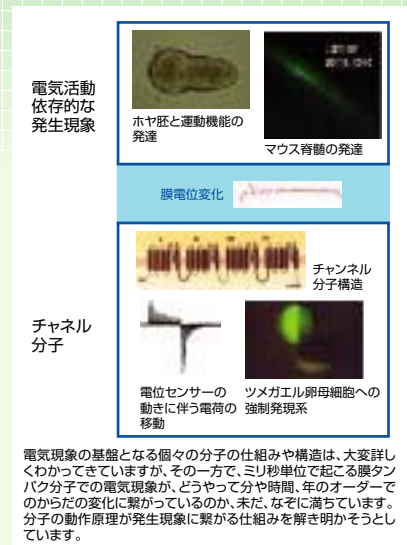 電気活動
依存的な
発生現象
ホヤ胚と運動機能の
発達
マウス脊髄の発達
膜電位変化
チャンネル
分子構造
チャネル
分子
電位センサーの
動きに伴う電荷の
移動
ツメガエル卵母細胞への
強制発現系
電気現象の基盤となる個々の分子の仕組みや構造は、大変詳し
くわかってきていますが、その一方で、ミリ秒単位で起こる膜タン
パク分子での電気現象が、どうやって分や時間、年のオーダーで
のからだの変化に繋がっているのか、未だ、なぞに満ちています。
分子の動作原理が発生現象に繋がる仕組みを解き明かそうとし
ています。